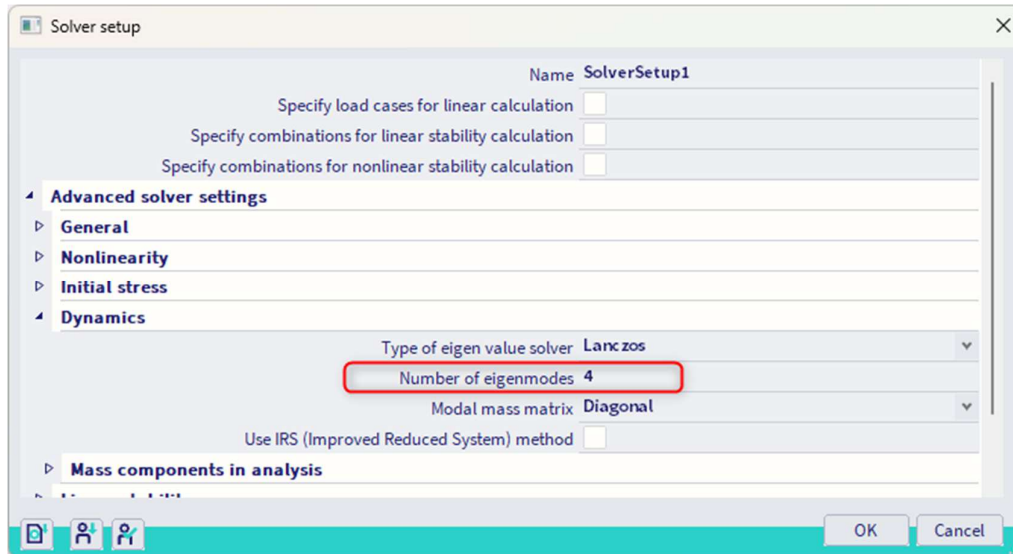 Solver setup
Name SolverSetup1
Specify load cases for linear calculation
Specify combinations for linear stability calculation
Specify combinations for nonlinear stability calculation
Advanced solver settings
General
Nonlinearity
Initial stress
Dynamics
Type of eigen value solver Lanczos
Number of eigenmodes 4
Modal mass matrix Diagonal
Use IRS (Improved Reduced System) method
Mass components in analysis
OK Cancel